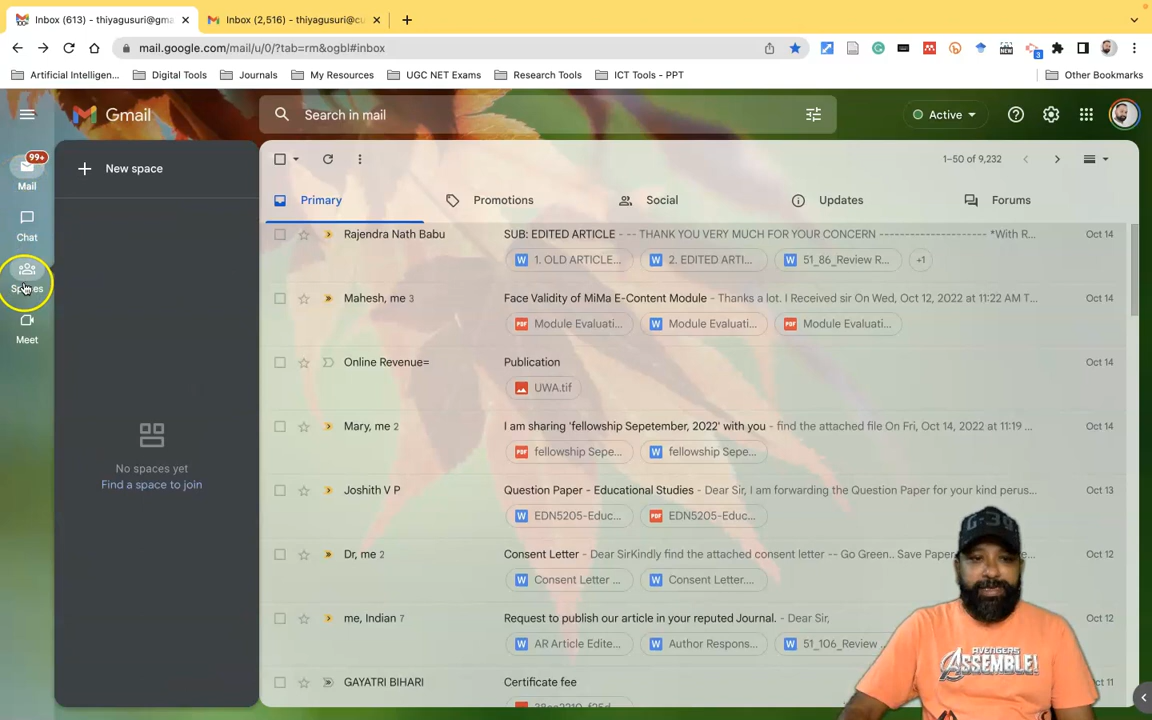 Inbox (613) - thiyagusuri@gma
Inbox (2,516) - thiyagusuri@cu
mail.google.com/mail/u/0/?tab=rm&ogbl#inbox
Artificial Intelligen... Digital Tools Journals My Resources UGC NET Exams Research Tools ICT Tools - PPT Other Bookmarks
Gmail
Search in mail
Active
99+
Mail
Chat
Spaces
Meet
New space
No spaces yet
Find a space to join
1–50 of 9,232
Primary Promotions Social Updates Forums
Rajendra Nath Babu SUB: EDITED ARTICLE - -- THANK YOU VERY MUCH FOR YOUR CONCERN ------------------------ *With R... Oct 14
1. OLD ARTICLE... 2. EDITED ARTI... 51_86_Review R... +1
Mahesh, me 3 Face Validity of MiMa E-Content Module - Thanks a lot. I Received sir On Wed, Oct 12, 2022 at 11:22 AM T... Oct 14
Module Evaluati... Module Evaluati... Module Evaluati...
Online Revenue= Publication Oct 14
UWA.tif
Mary, me 2 I am sharing 'fellowship Sepetember, 2022' with you - find the attached file On Fri, Oct 14, 2022 at 11:19 ... Oct 14
fellowship Sepe... fellowship Sepe...
Joshith V P Question Paper - Educational Studies - Dear Sir, I am forwarding the Question Paper for your kind perus... Oct 13
EDN5205-Educ... EDN5205-Educ...
Dr, me 2 Consent Letter - Dear SirKindly find the attached consent letter -- Go Green.. Save Paper Oct 12
Consent Letter ... Consent Letter....
me, Indian 7 Request to publish our article in your reputed Journal. - Dear Sir, Oct 12
AR Article Edite... Author Respons... 51_106_Review
GAYATRI BIHARI Certificate fee Oct 11
AVENGERS
ASSEMBLE!